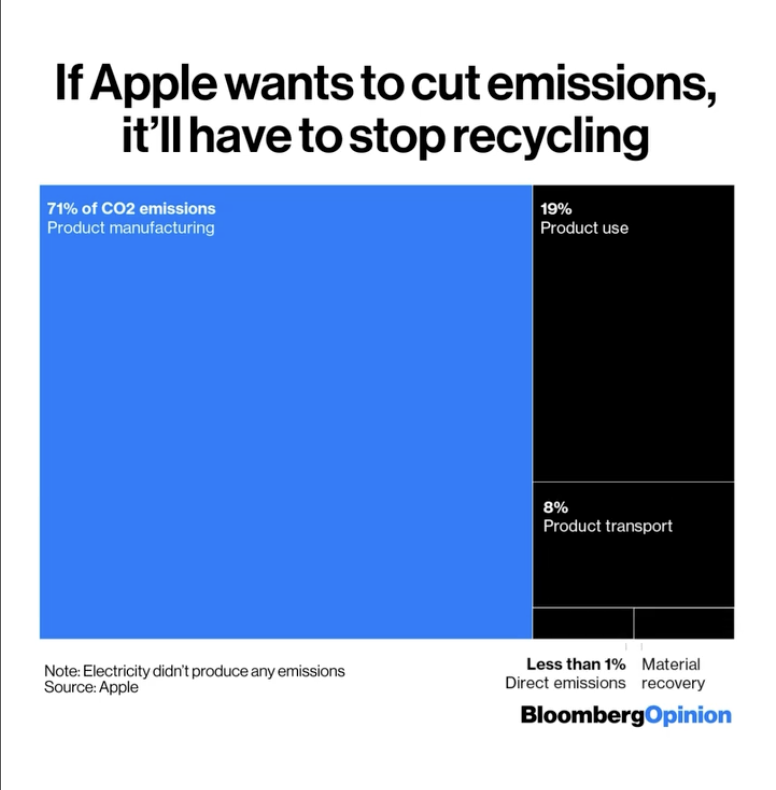 If Apple wants to cut emissions,
it'll have to stop recycling
71% of CO2 emissions
Product manufacturing
19%
Product use
8%
Product transport
Less than 1%
Direct emissions
Material
recovery
Note: Electricity didn't produce any emissions
Source: Apple
BloombergOpinion